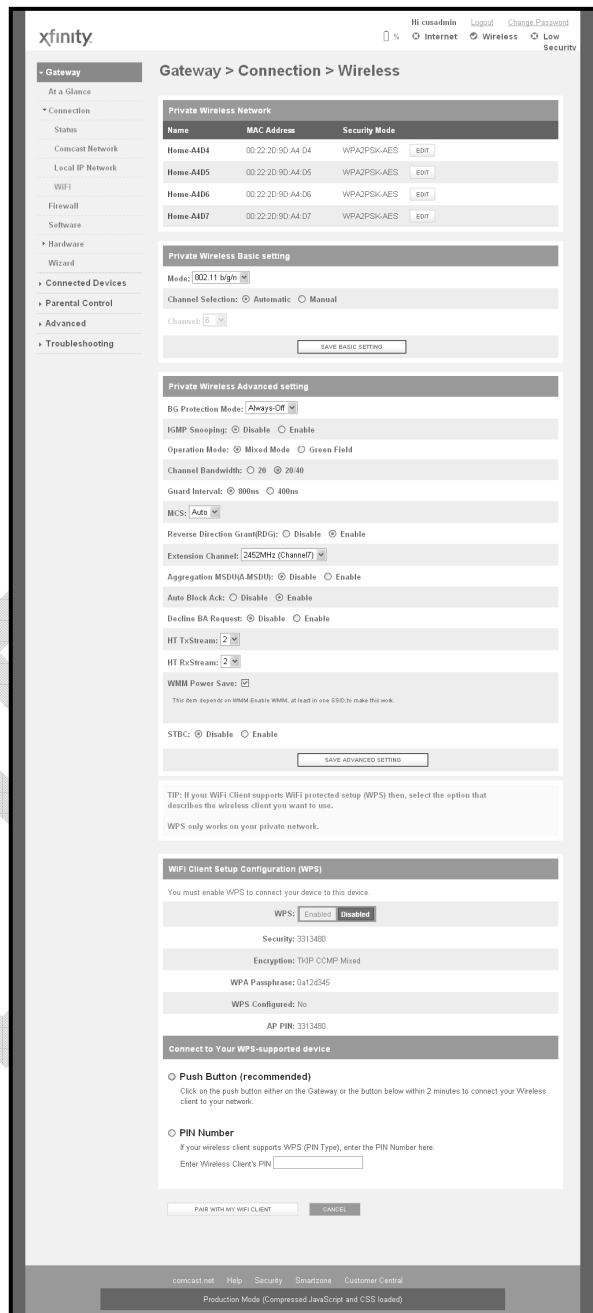 Hi cusadmin Logout Change Password
xfinity.
% Internet Wireless Low Security
Gateway
At a Glance
Connection
Status
Comcast Network
Local IP Network
WiFi
Firewall
Software
Hardware
Wizard
Connected Devices
Parental Control
Advanced
Troubleshooting
Gateway > Connection > Wireless
Private Wireless Network
Name MAC Address Security Mode
Home-A4D4 00:22:2D:9D:A4:D4 WPA2PSK-AES EDIT
Home-A4D5 00:22:2D:9D:A4:D5 WPA2PSK-AES EDIT
Home-A4D6 00:22:2D:9D:A4:D6 WPA2PSK-AES EDIT
Home-A4D7 00:22:2D:9D:A4:D7 WPA2PSK-AES EDIT
Private Wireless Basic setting
Mode: 802.11 b/g/n
Channel Selection: Automatic Manual
Channel: 6
SAVE BASIC SETTING
Private Wireless Advanced setting
BG Protection Mode: Always-Off
IGMP Snooping: Disable Enable
Operation Mode: Mixed Mode Green Field
Channel Bandwidth: 20 20/40
Guard Interval: 800ns 400ns
MCS: Auto
Reverse Direction Grant(RDG): Disable Enable
Extension Channel: 2452MHz (Channel7)
Aggregation MSDU(A-MSDU): Disable Enable
Auto Block Ack: Disable Enable
Decline BA Request: Disable Enable
HT TxStream: 2
HT RxStream: 2
WMM Power Save:
This item depends on WMM.Enable WMM, at least in one SSID,to make this work.
STBC: Disable Enable
SAVE ADVANCED SETTING
TIP: If your WiFi Client supports WiFi protected setup (WPS) then, select the option that
describes the wireless client you want to use.
WPS only works on your private network.
WiFi Client Setup Configuration (WPS)
You must enable WPS to connect your device to this device.
WPS: Enabled Disabled
Security: 3313480
Encryption: TKIP CCMP Mixed
WPA Passphrase: 0a12d345
WPS Configured: No
AP PIN: 3313480
Connect to Your WPS-supported device
Push Button (recommended)
Click on the push button either on the Gateway or the button below within 2 minutes to connect your Wireless
client to your network.
PIN Number
If your wireless client supports WPS (PIN Type), enter the PIN Number here.
Enter Wireless Client's PIN
PAIR WITH MY WIFI CLIENT CANCEL
comcast.net Help Security Smartzone Customer Central
Production Mode (Compressed JavaScript and CSS loaded)